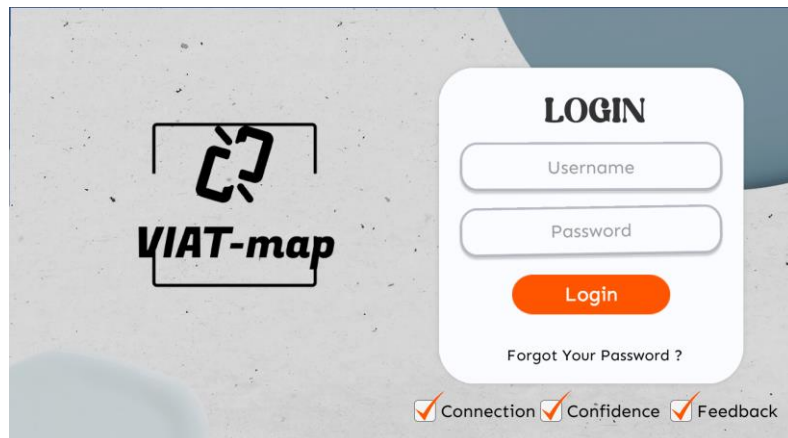 VIAT-map
LOGIN
Username
Password
Login
Forgot Your Password ?
Connection Confidence Feedback